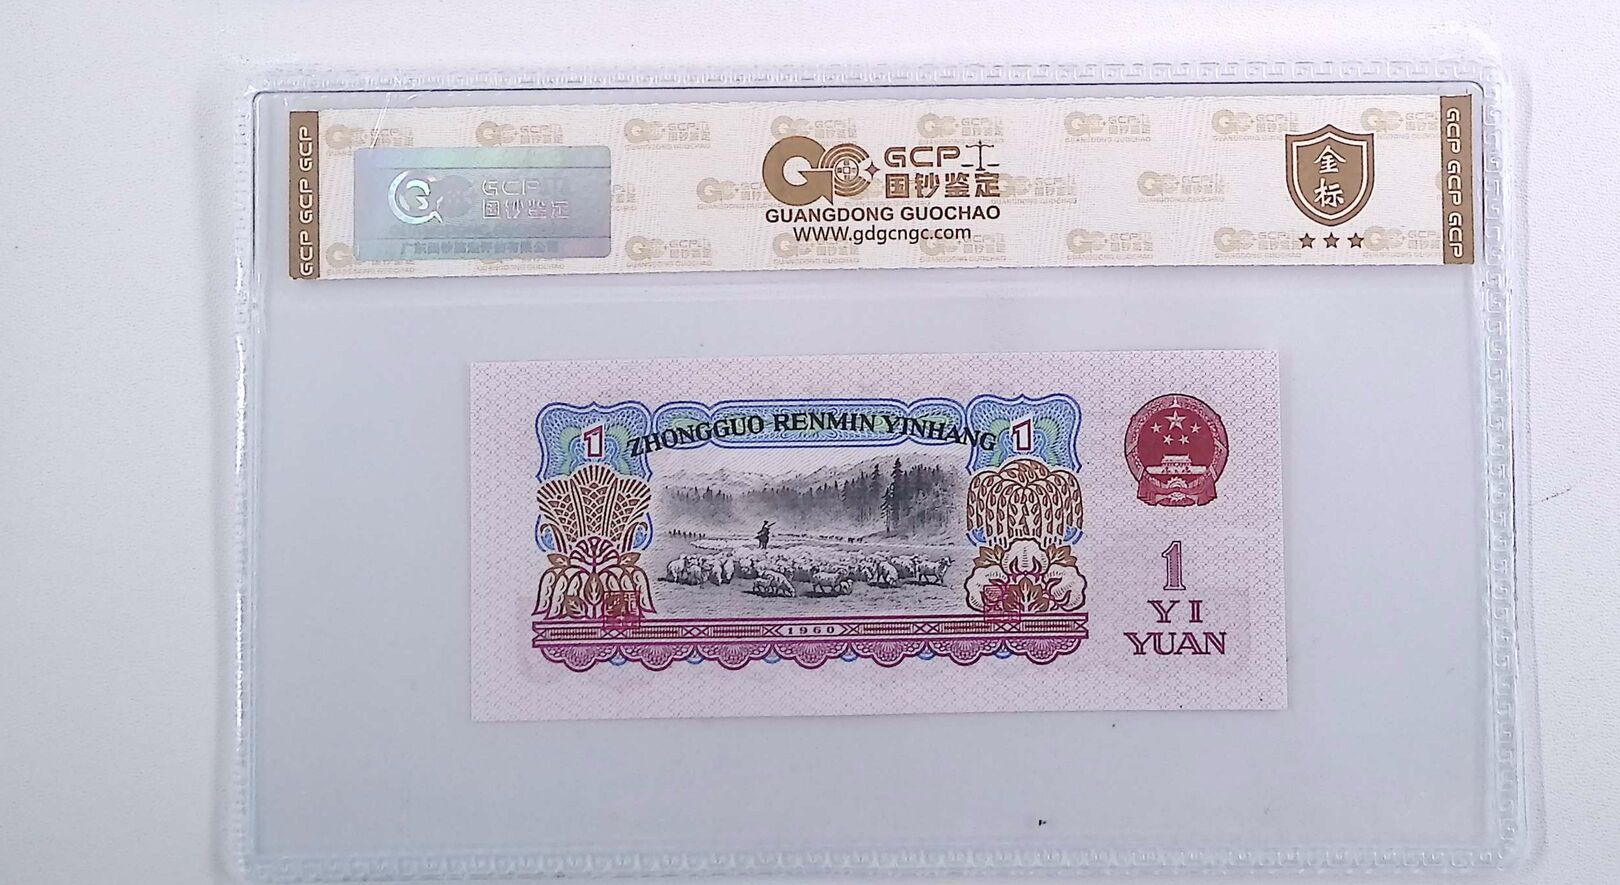 GCP GCP GCP
GCP
国钞鉴定
GCP
国钞鉴定
GUANGDONG GUOCHAO
WWW.gdgcngc.com
金标
GCP GCP GCP
ZHONGGUO RENMIN YINHANG
1
1
1960
1
YI
YUAN